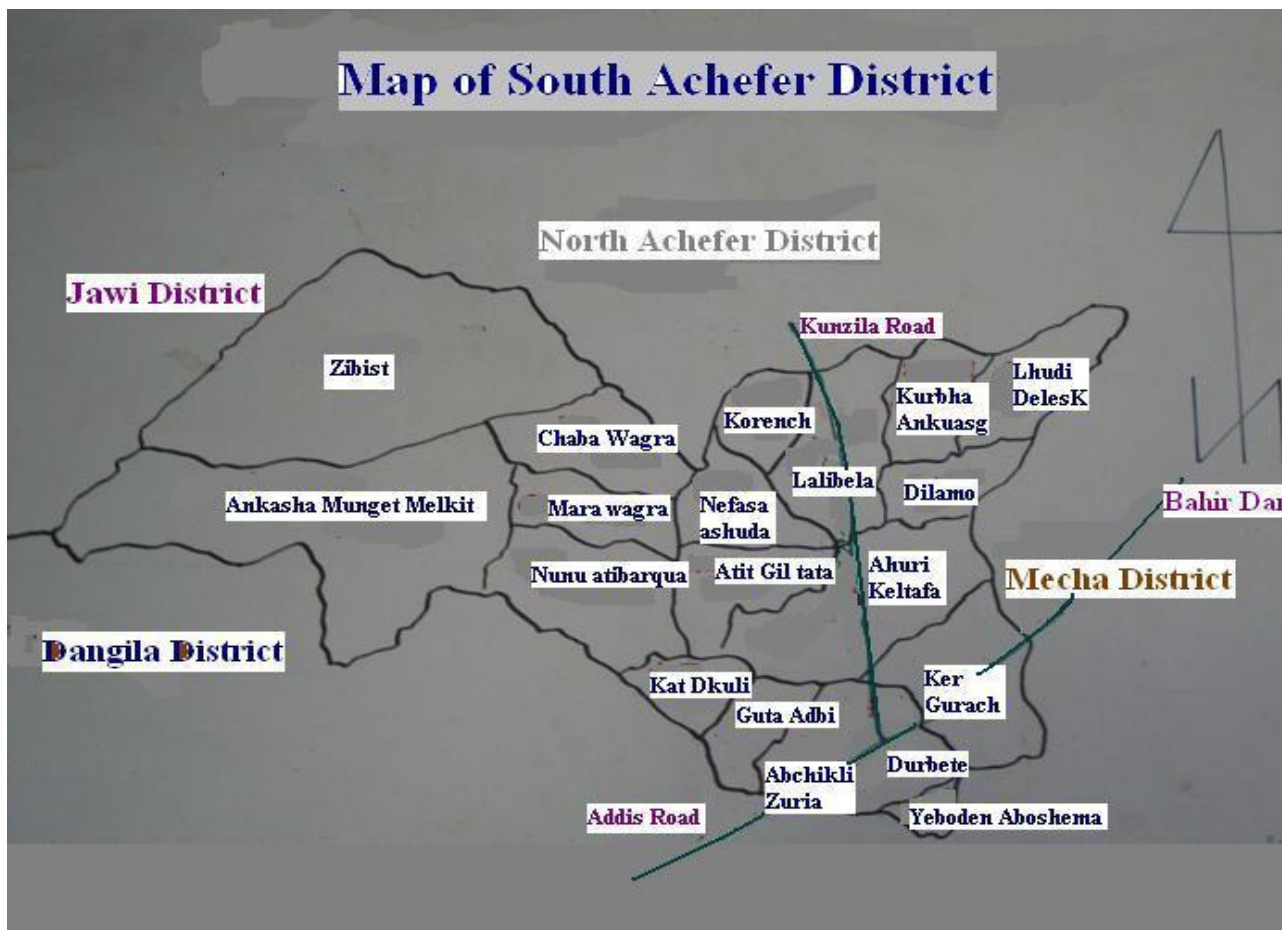 Map of South Achefer District
North Achefer District
Jawi District
Kunzila Road
Zibist
Lhudi
DelesK
Kurbha
Ankuasg
Korench
Chaba Wagra
Lalibela
Dilamo
Ankasha Munget Melkit
Mara wagra
Nefasa
ashuda
Bahir Dar
Nunu atibarqua
Atit Gil tata
Ahuri
Keltafa
Mecha District
Dangila District
Kat Dkuli
Ker
Gurach
Guta Adbi
Abchikli
Zuria
Durbete
Addis Road
Yeboden Aboshema